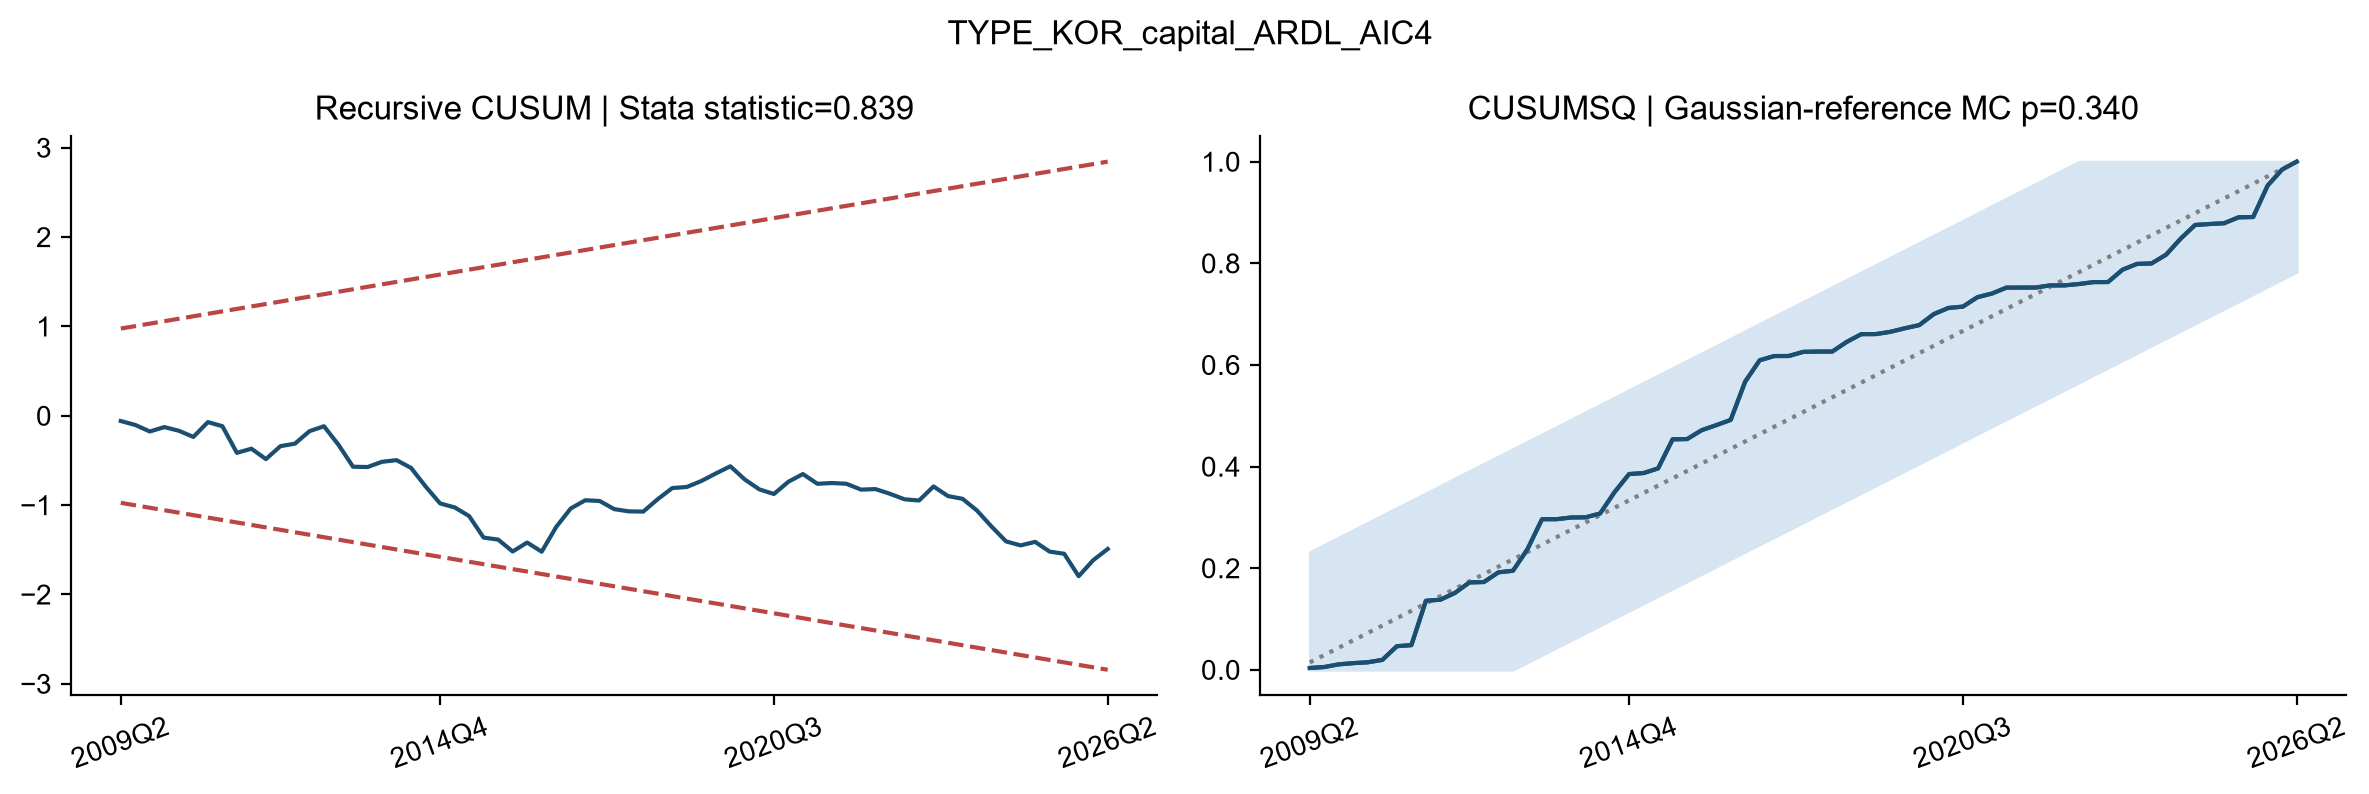 TYPE_KOR_capital_ARDL_AIC4
Recursive CUSUM | Stata statistic=0.839
3
2
1
0
−1
−2
−3
2009Q2
2014Q4
2020Q3
2026Q2
CUSUMSQ | Gaussian-reference MC p=0.340
1.0
0.8
0.6
0.4
0.2
0.0
2009Q2
2014Q4
2020Q3
2026Q2